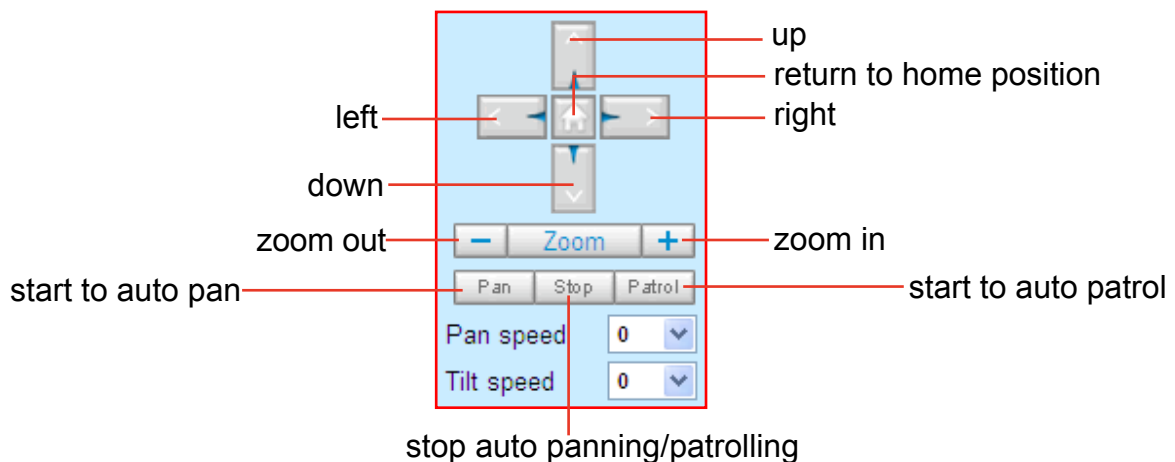 up
return to home position
left
right
down
zoom out
Zoom
zoom in
start to auto pan
Pan
Stop
Patrol
start to auto patrol
Pan speed 0
Tilt speed 0
stop auto panning/patrolling